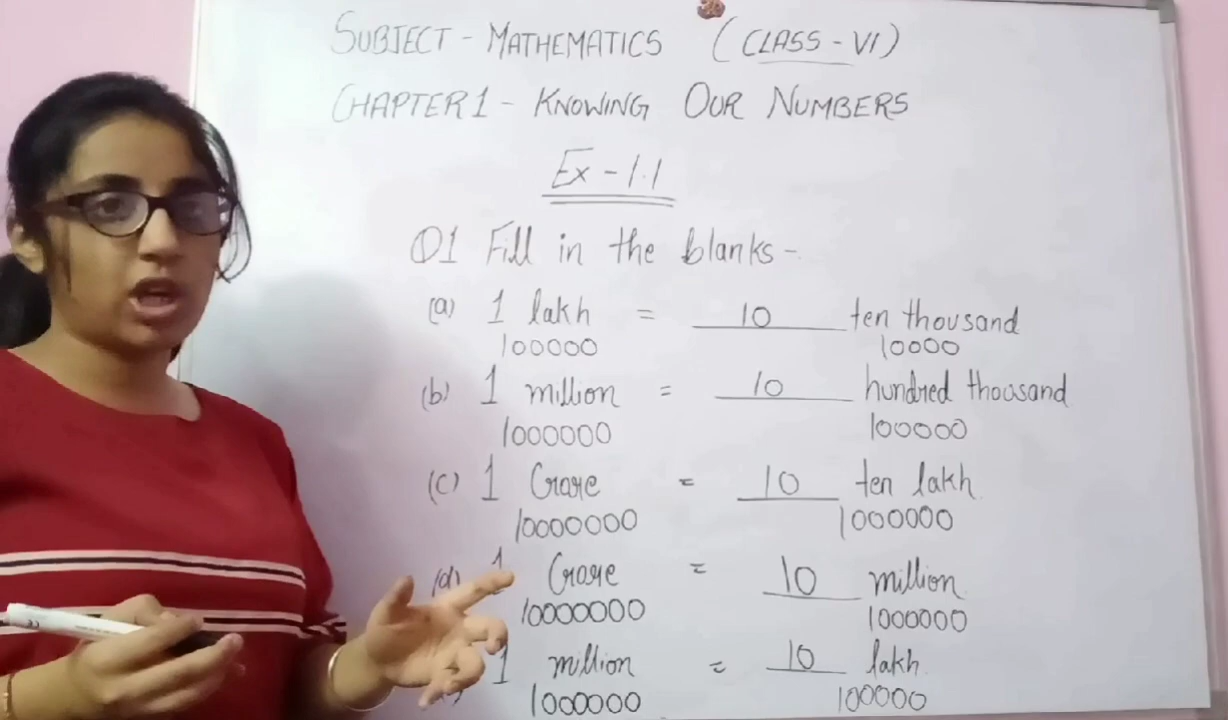 SUBJECT - MATHEMATICS (CLASS - VI)
CHAPTER 1 - KNOWING OUR NUMBERS
Ex - 1.1
Q1 Fill in the blanks -
(a) 1 lakh = 10 ten thousand
100000 10000
(b) 1 million = 10 hundred thousand
1000000 100000
(c) 1 Crore = 10 ten lakh
10000000 1000000
(d) 1 Crore = 10 million
10000000 1000000
1 million = 10 lakh
1000000 100000